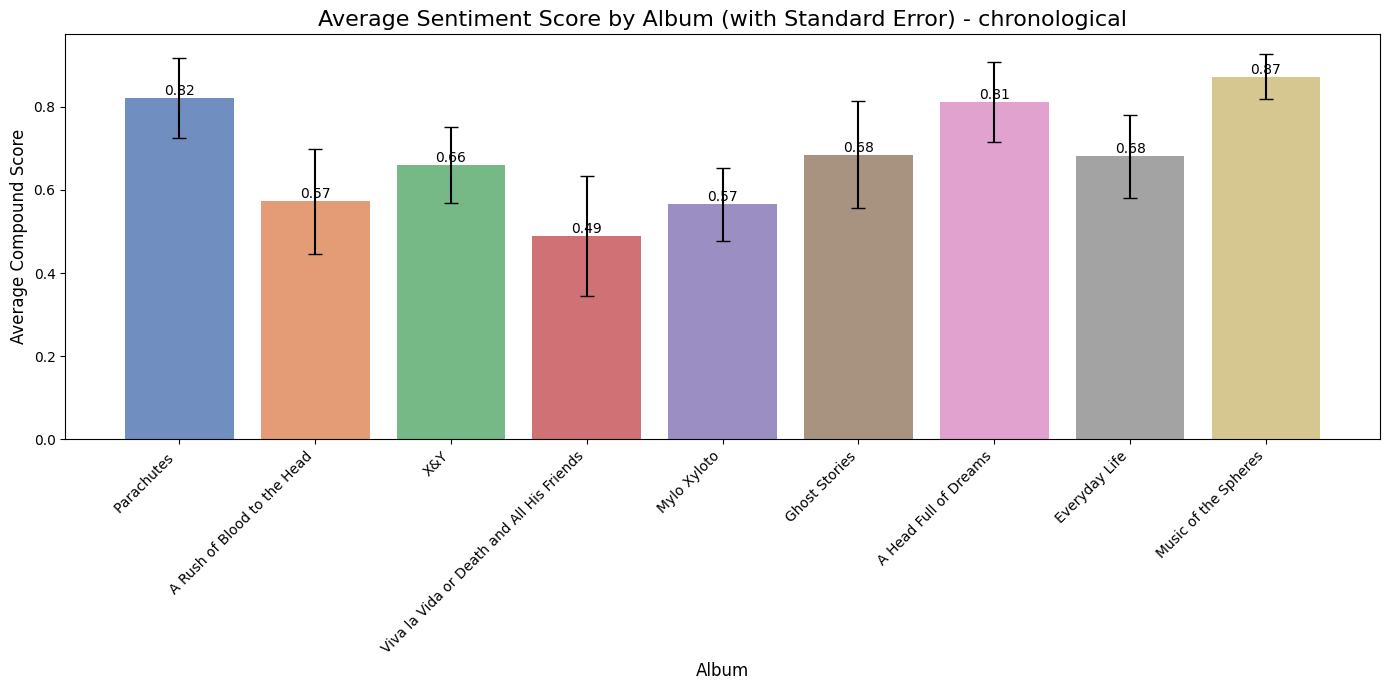 Average Sentiment Score by Album (with Standard Error) - chronological
Average Compound Score
0.8
0.6
0.4
0.2
0.0
0.82
0.57
0.66
0.49
0.57
0.68
0.81
0.68
0.87
Parachutes
A Rush of Blood to the Head
X&Y
Viva la Vida or Death and All His Friends
Mylo Xyloto
Ghost Stories
A Head Full of Dreams
Everyday Life
Music of the Spheres
Album